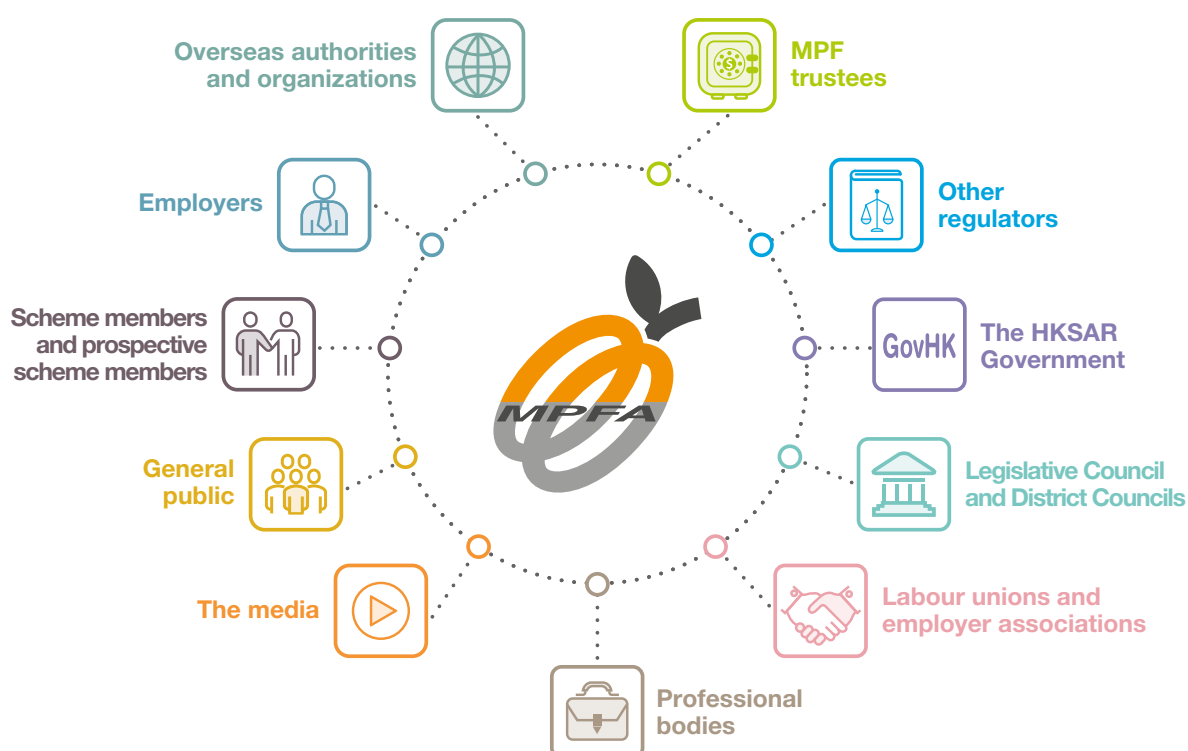 Overseas authorities
and organizations
MPF
trustees
Employers
Other
regulators
Scheme members
and prospective
scheme members
MPFA
GovHK
The HKSAR
Government
General
public
Legislative Council
and District Councils
The media
Labour unions and
employer associations
Professional
bodies
$